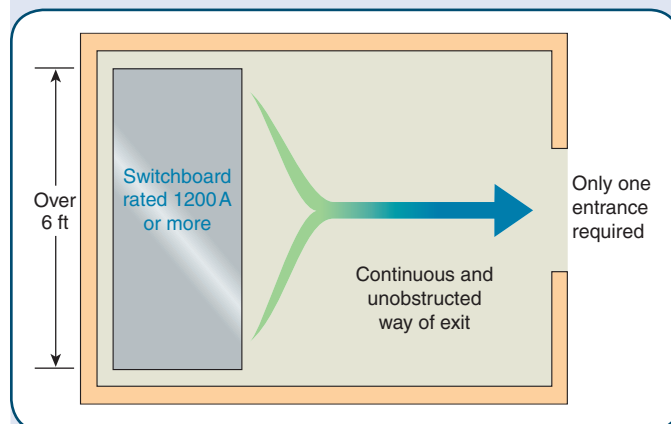 Over
6 ft
Switchboard
rated 1200 A
or more
Continuous and
unobstructed
way of exit
Only one
entrance
required